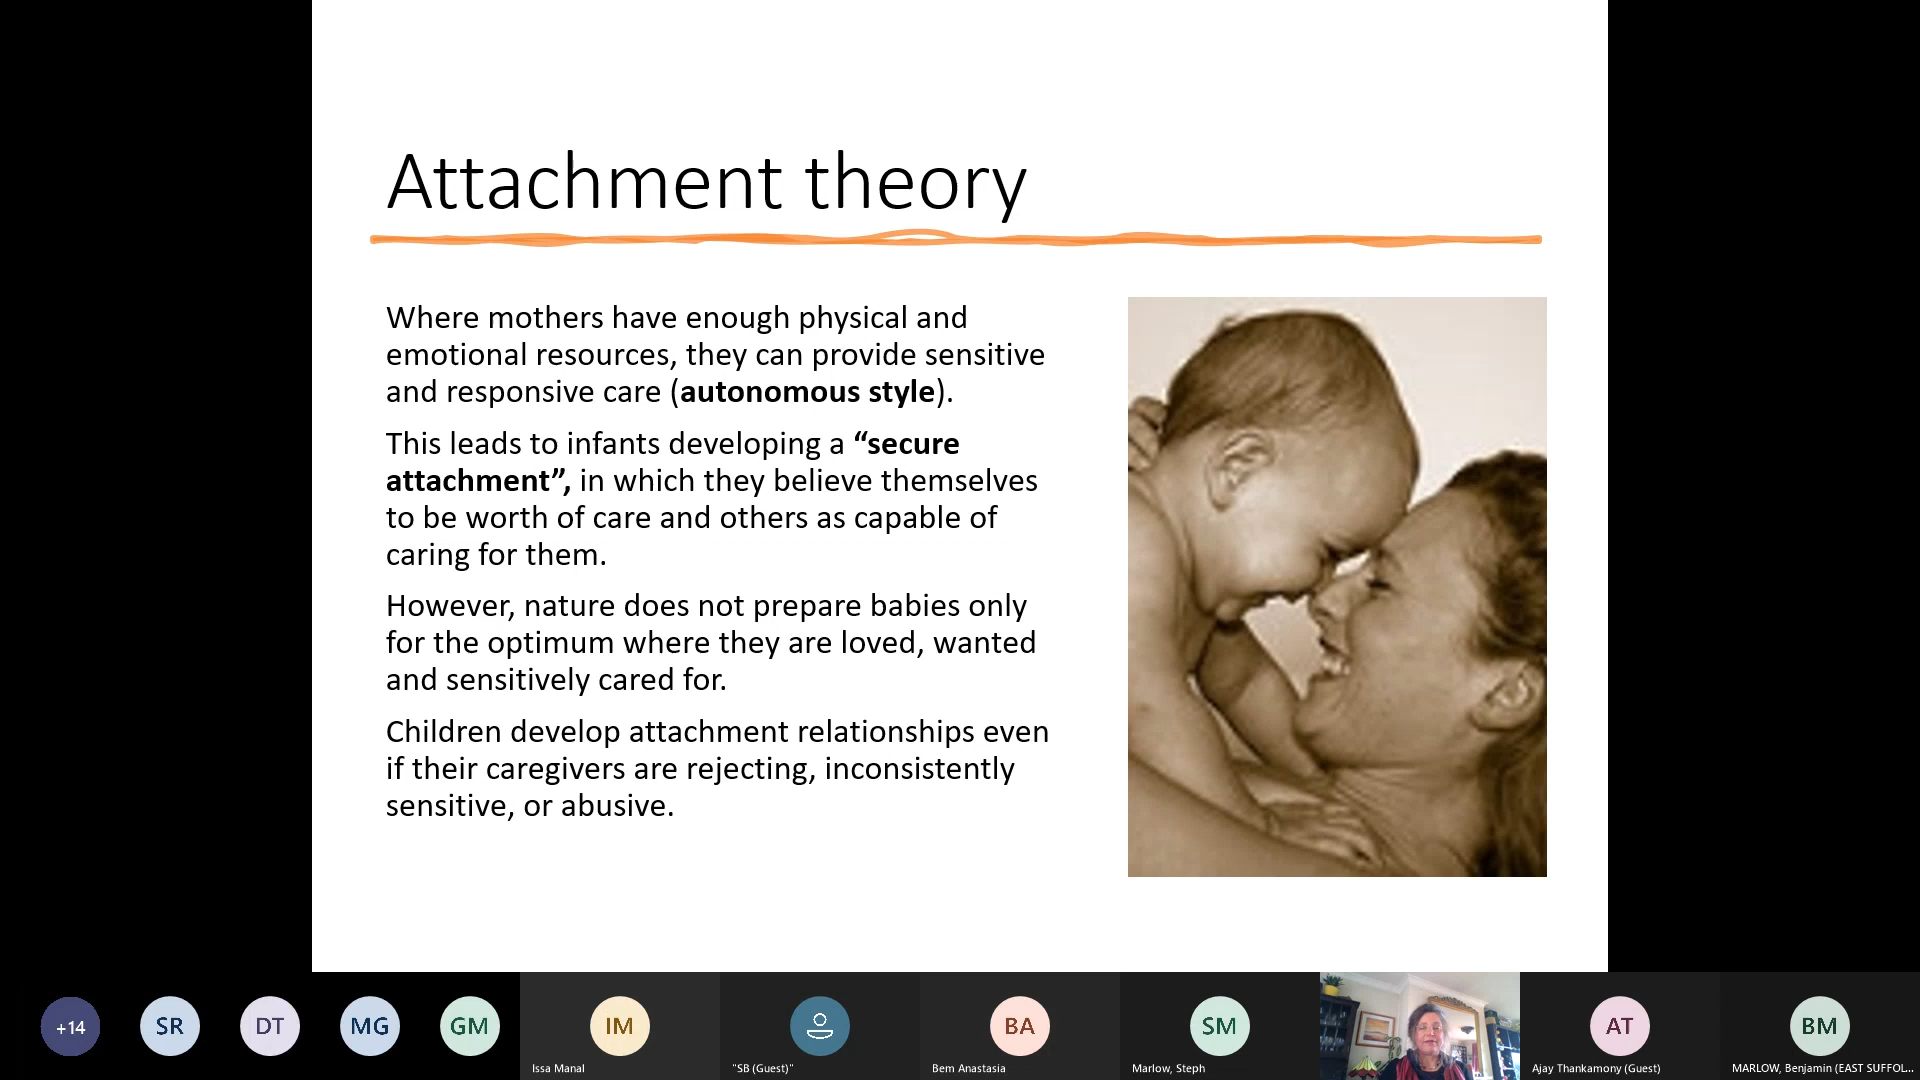 Attachment theory
Where mothers have enough physical and
emotional resources, they can provide sensitive
and responsive care (autonomous style).
This leads to infants developing a “secure
attachment”, in which they believe themselves
to be worth of care and others as capable of
caring for them.
However, nature does not prepare babies only
for the optimum where they are loved, wanted
and sensitively cared for.
Children develop attachment relationships even
if their caregivers are rejecting, inconsistently
sensitive, or abusive.
+14
SR
DT
MG
GM
IM
BA
SM
AT
BM
Issa Manal
"SB (Guest)"
Bem Anastasia
Marlow, Steph
Ajay Thankamony (Guest)
MARLOW, Benjamin (EAST SUFFOL...